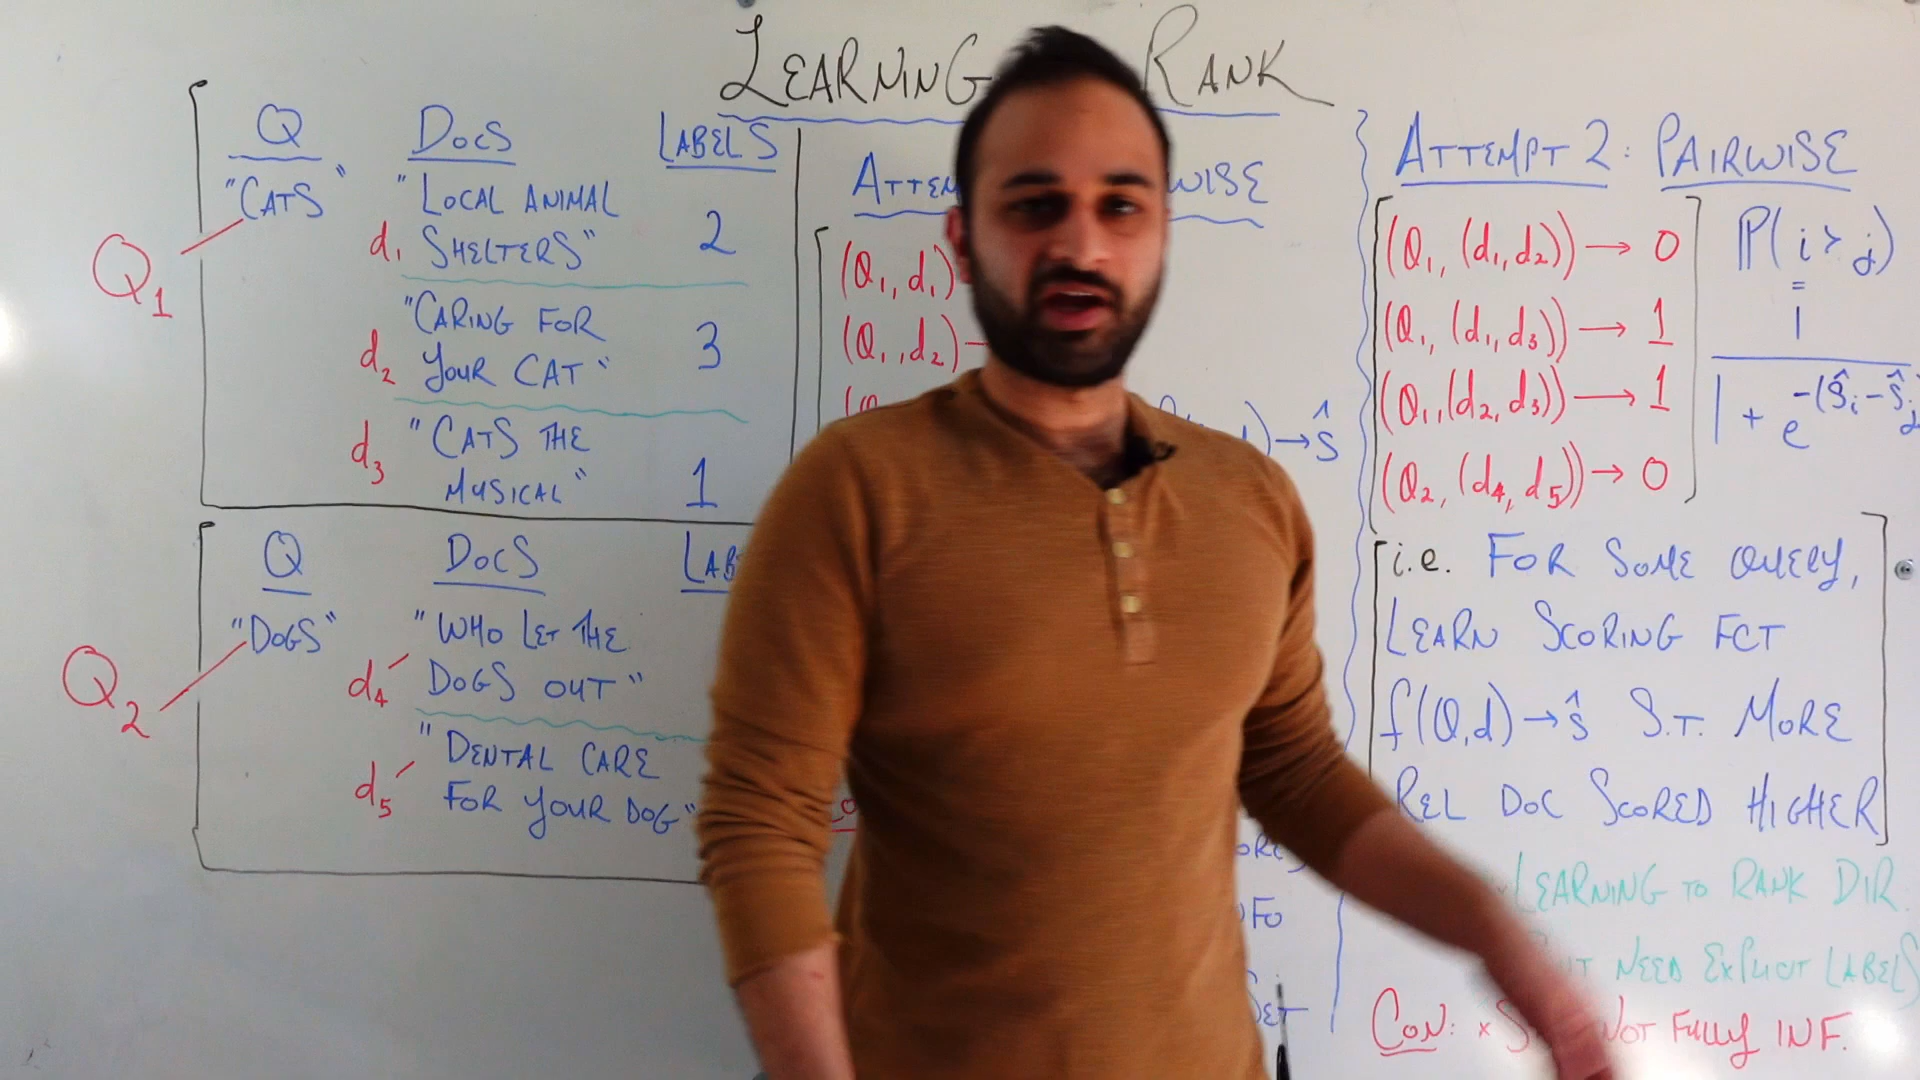 LEARNING RANK
Q DOCS LABELS
"CATS"
Q1
"LOCAL ANIMAL
d1 SHELTERS" 2
"CARING FOR
d2 YOUR CAT" 3
d3 "CATS THE
MUSICAL" 1
Q DOCS
"DOGS"
Q2
"WHO LET THE
d4 DOGS OUT"
"DENTAL CARE
d5 FOR YOUR DOG"
(Q1, d1)
(Q1, d2)
→ ŝ
ATTEMPT 2: PAIRWISE
(Q1, (d1, d2)) → 0
(Q1, (d1, d3)) → 1
(Q1, (d2, d3)) → 1
(Q2, (d4, d5)) → 0
P(i > j)
=
1
1 + e^-(ŝi - ŝj
i.e. FOR SOME QUERY,
LEARN SCORING FCT
f(Q,d) → ŝ S.T. MORE
REL DOC SCORED HIGHER
LEARNING TO RANK DIR.
NEED EXPLICIT LABELS
CON: × NOT FULLY INF.